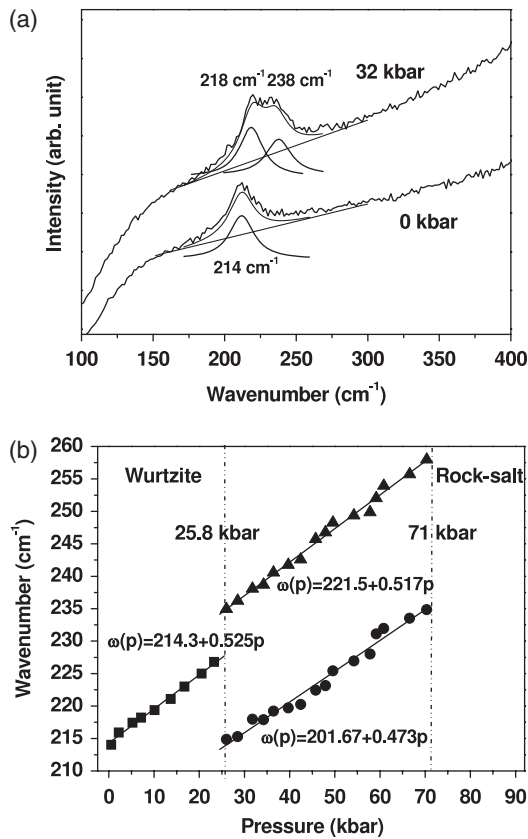 (a)
218 cm⁻¹ 238 cm⁻¹
32 kbar
0 kbar
214 cm⁻¹
Intensity (arb. unit)
100 150 200 250 300 350 400
Wavenumber (cm⁻¹)
(b)
260
255
250
245
240
235
230
225
220
215
210
Wavenumber (cm⁻¹)
Wurtzite
Rock-salt
25.8 kbar
71 kbar
ω(p)=221.5+0.517p
ω(p)=214.3+0.525p
ω(p)=201.67+0.473p
0 10 20 30 40 50 60 70 80 90
Pressure (kbar)